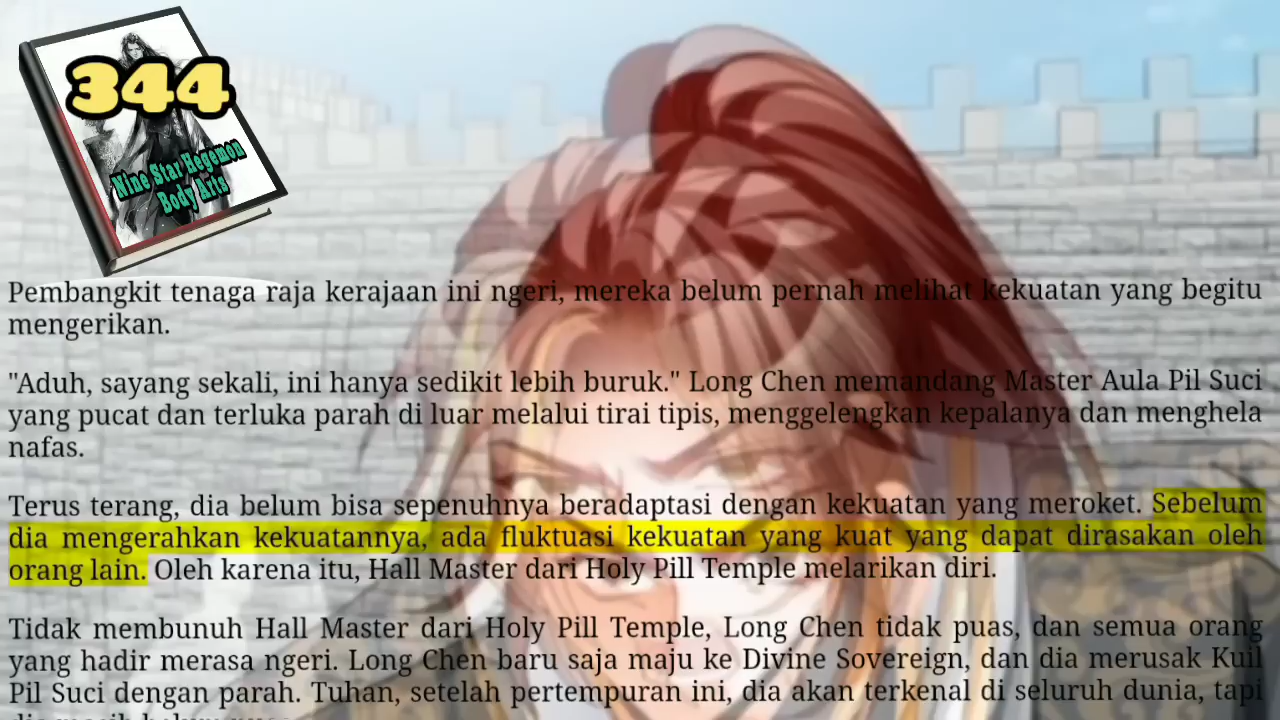 344
Nine Star Hegemon
Body Arts
Pembangkit tenaga raja kerajaan ini ngeri, mereka belum pernah melihat kekuatan yang begitu
mengerikan.
"Aduh, sayang sekali, ini hanya sedikit lebih buruk." Long Chen memandang Master Aula Pil Suci
yang pucat dan terluka parah di luar melalui tirai tipis, menggelengkan kepalanya dan menghela
nafas.
Terus terang, dia belum bisa sepenuhnya beradaptasi dengan kekuatan yang meroket. Sebelum
dia mengerahkan kekuatannya, ada fluktuasi kekuatan yang kuat yang dapat dirasakan oleh
orang lain. Oleh karena itu, Hall Master dari Holy Pill Temple melarikan diri.
Tidak membunuh Hall Master dari Holy Pill Temple, Long Chen tidak puas, dan semua orang
yang hadir merasa ngeri. Long Chen baru saja maju ke Divine Sovereign, dan dia merusak Kuil
Pil Suci dengan parah. Tuhan, setelah pertempuran ini, dia akan terkenal di seluruh dunia, tapi